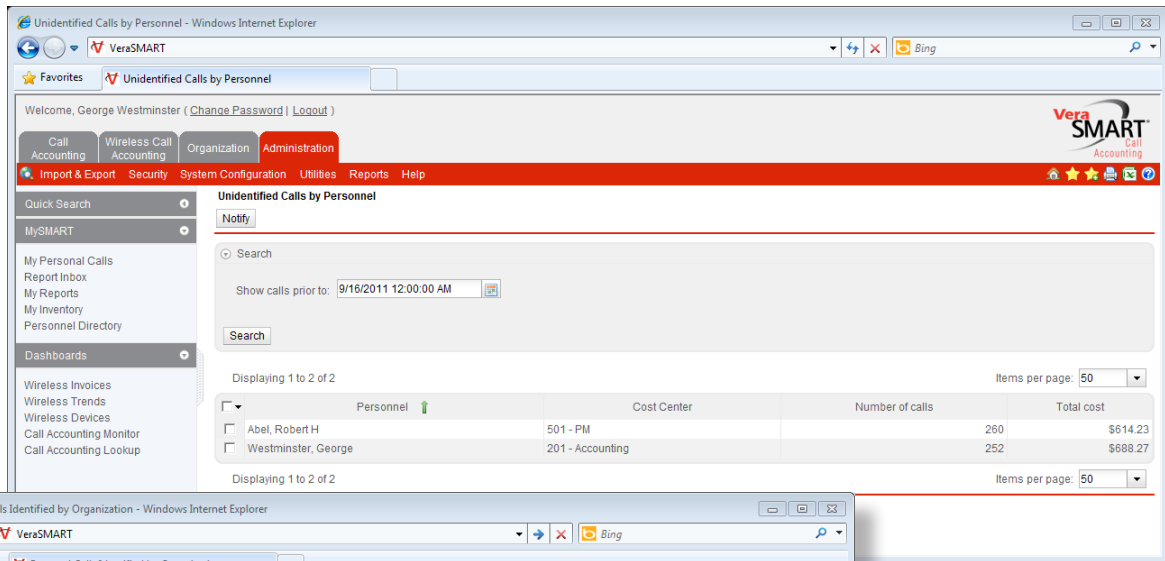 Unidentified Calls by Personnel - Windows Internet Explorer
VeraSMART
Bing
Favorites
Unidentified Calls by Personnel
Welcome, George Westminster ( Change Password | Logout )
Vera SMART Call Accounting
Call Accounting
Wireless Call Accounting
Organization
Administration
Import & Export Security System Configuration Utilities Reports Help
Quick Search
MySMART
My Personal Calls
Report Inbox
My Reports
My Inventory
Personnel Directory
Dashboards
Wireless Invoices
Wireless Trends
Wireless Devices
Call Accounting Monitor
Call Accounting Lookup
Unidentified Calls by Personnel
Notify
Search
Show calls prior to: 9/16/2011 12:00:00 AM
Search
Displaying 1 to 2 of 2 Items per page: 50
Personnel Cost Center Number of calls Total cost
Abel, Robert H 501 - PM 260 $614.23
Westminster, George 201 - Accounting 252 $688.27
Displaying 1 to 2 of 2 Items per page: 50
ls Identified by Organization - Windows Internet Explorer
VeraSMART
Bing